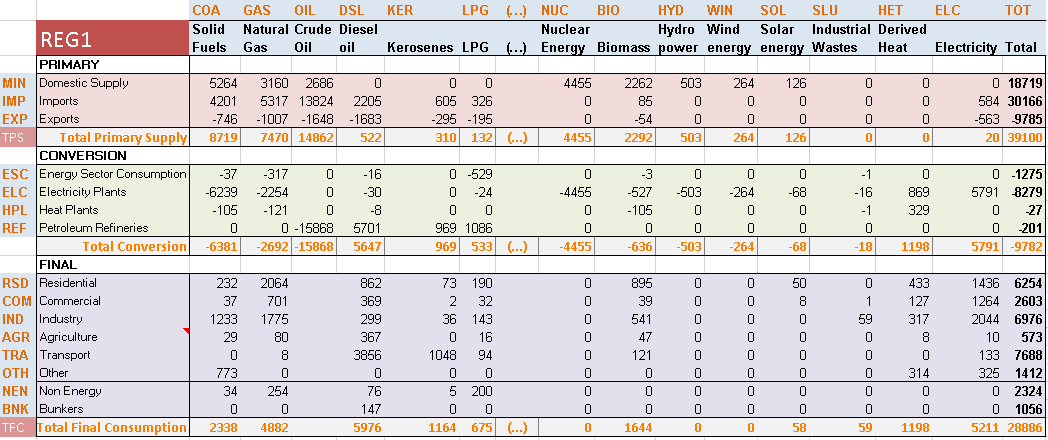 COA GAS OIL DSL KER LPG (...) NUC BIO HYD WIN SOL SLU HET ELC TOT
REG1 Solid Fuels Natural Gas Crude Oil Diesel oil Kerosenes LPG (...) Nuclear Energy Biomass Hydro power Wind energy Solar energy Industrial Wastes Derived Heat Electricity Total
PRIMARY
MIN Domestic Supply 5264 3160 2686 0 0 0 4455 2262 503 264 126 0 0 0 18719
IMP Imports 4201 5317 13824 2205 605 326 0 85 0 0 0 0 0 584 30166
EXP Exports -746 -1007 -1648 -1683 -295 -195 0 -54 0 0 0 0 0 -563 -9785
TPS Total Primary Supply 8719 7470 14862 522 310 132 (...) 4455 2292 503 264 126 0 0 20 39100
CONVERSION
ESC Energy Sector Consumption -37 -317 0 -16 0 -529 0 -3 0 0 0 -1 0 0 -1275
ELC Electricity Plants -6239 -2254 0 -30 0 -24 -4455 -527 -503 -264 -68 -16 869 5791 -8279
HPL Heat Plants -105 -121 0 -8 0 0 0 -105 0 0 0 -1 329 0 -27
REF Petroleum Refineries 0 0 -15868 5701 969 1086 0 0 0 0 0 0 0 0 -201
Total Conversion -6381 -2692 -15868 5647 969 533 (...) -4455 -636 -503 -264 -68 -18 1198 5791 -9782
FINAL
RSD Residential 232 2064 862 73 190 0 895 0 0 50 0 433 1436 6254
COM Commercial 37 701 369 2 32 0 39 0 0 8 1 127 1264 2603
IND Industry 1233 1775 299 36 143 0 541 0 0 0 59 317 2044 6976
AGR Agriculture 29 80 367 0 16 0 47 0 0 0 0 8 10 573
TRA Transport 0 8 3856 1048 94 0 121 0 0 0 0 0 133 7688
OTH Other 773 0 0 0 0 0 0 0 0 0 0 314 325 1412
NEN Non Energy 34 254 76 5 200 0 0 0 0 0 0 0 0 2324
BNK Bunkers 0 0 147 0 0 0 0 0 0 0 0 0 0 1056
TFC Total Final Consumption 2338 4882 5976 1164 675 (...) 0 1644 0 0 58 59 1198 5211 28886